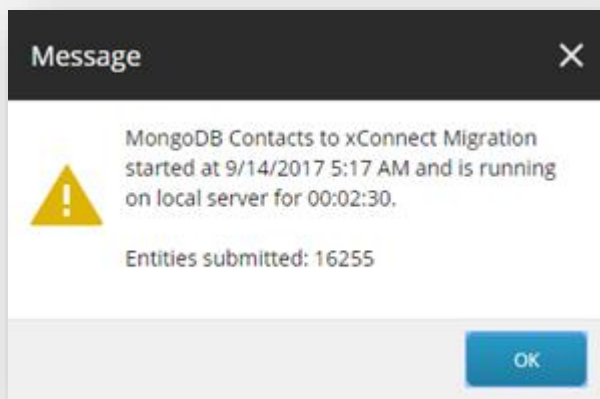 Message
MongoDB Contacts to xConnect Migration
started at 9/14/2017 5:17 AM and is running
on local server for 00:02:30.
Entities submitted: 16255
OK